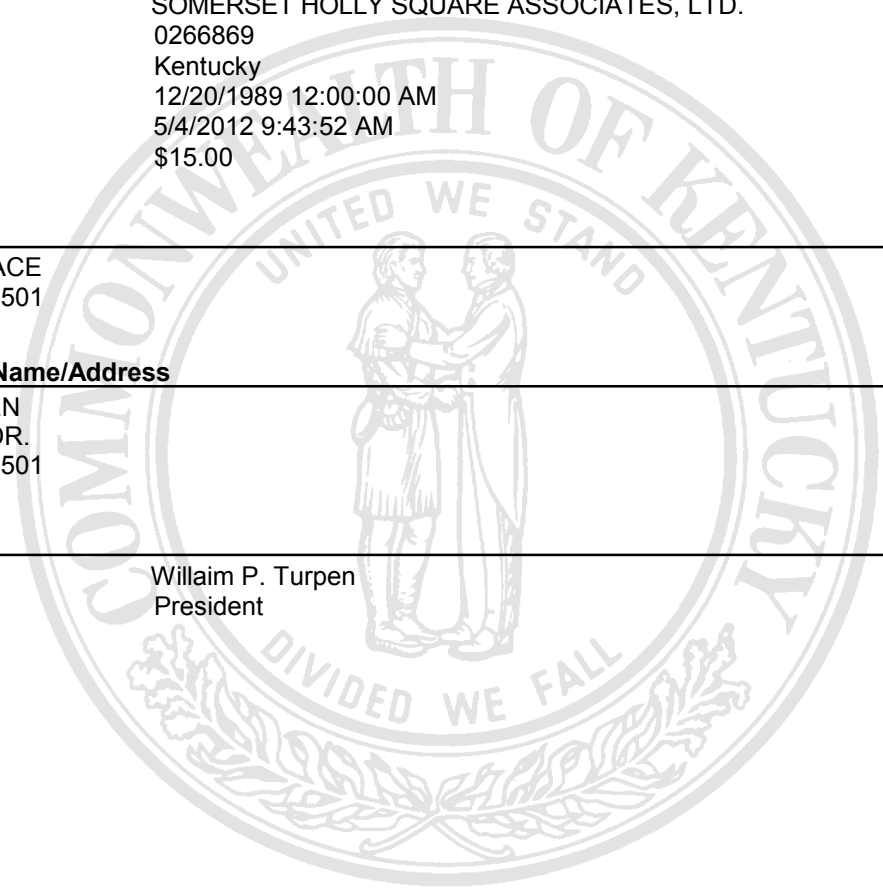 SOMERSET HOLLY SQUARE ASSOCIATES, LTD.
0266869
Kentucky
12/20/1989 12:00:00 AM
5/4/2012 9:43:52 AM
$15.00
ACE
501
Name/Address
EN
DR.
501
Willaim P. Turpen
President
COMMONWEALTH OF KENTUCKY
UNITED WE STAND
DIVIDED WE FALL